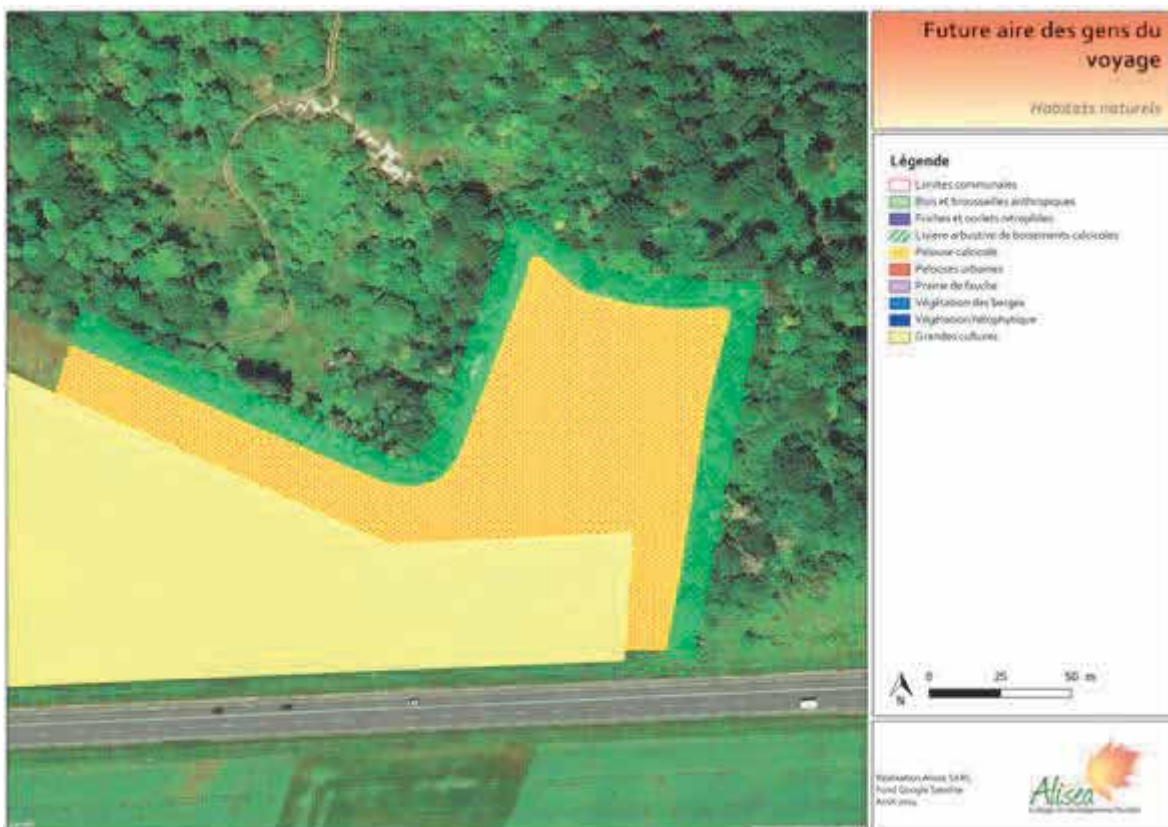 Future aire des gens du
voyage
Habitats naturels
Légende
Limites communales
Bois et broussailles anthropiques
Friches et ourlets nitrophiles
Lisière arbustive de boisements calcicoles
Pelouse calcicole
Pelouses urbaines
Prairie de fauche
Végétation des berges
Végétation hélophytique
Grandes cultures
0 25 50 m
N
Réalisation Alisea SARL
Fond Google Satellite
Alisea